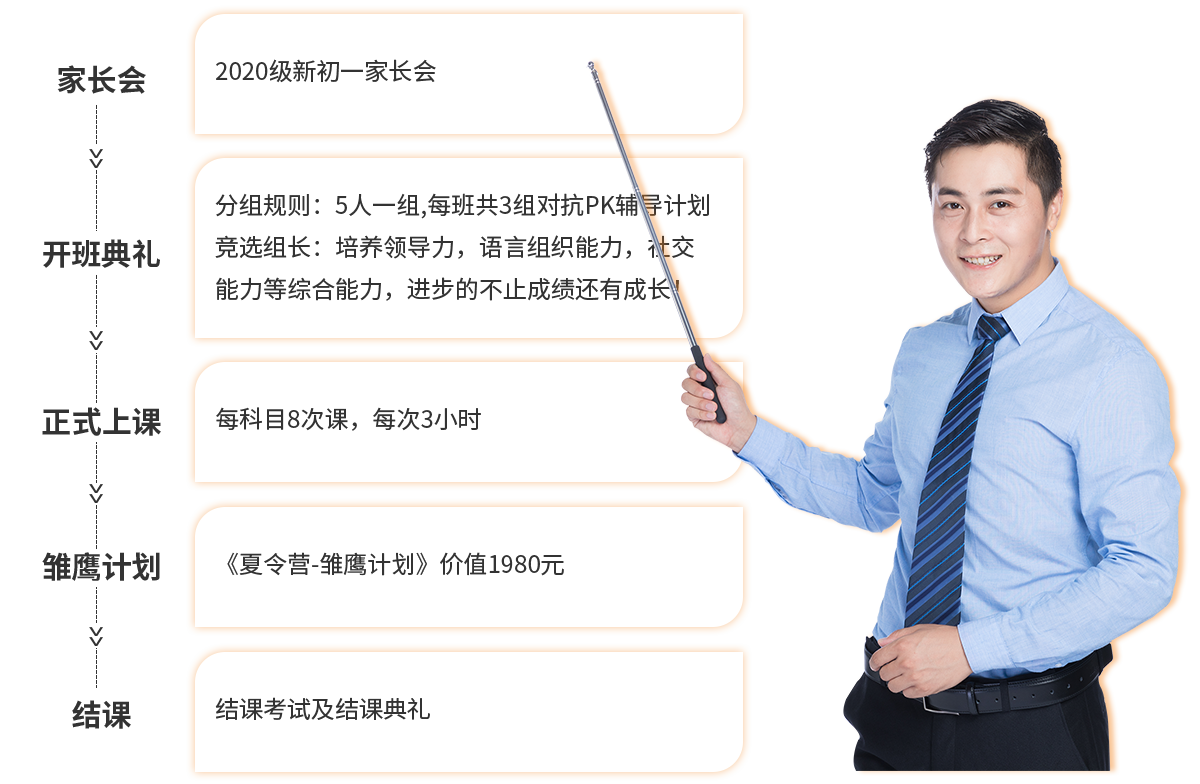 家长会
2020级新初一家长会
开班典礼
分组规则：5人一组,每班共3组对抗PK辅导计划
竞选组长：培养领导力，语言组织能力，社交
能力等综合能力，进步的不止成绩还有成长!
正式上课
每科目8次课，每次3小时
雏鹰计划
《夏令营-雏鹰计划》价值1980元
结课
结课考试及结课典礼